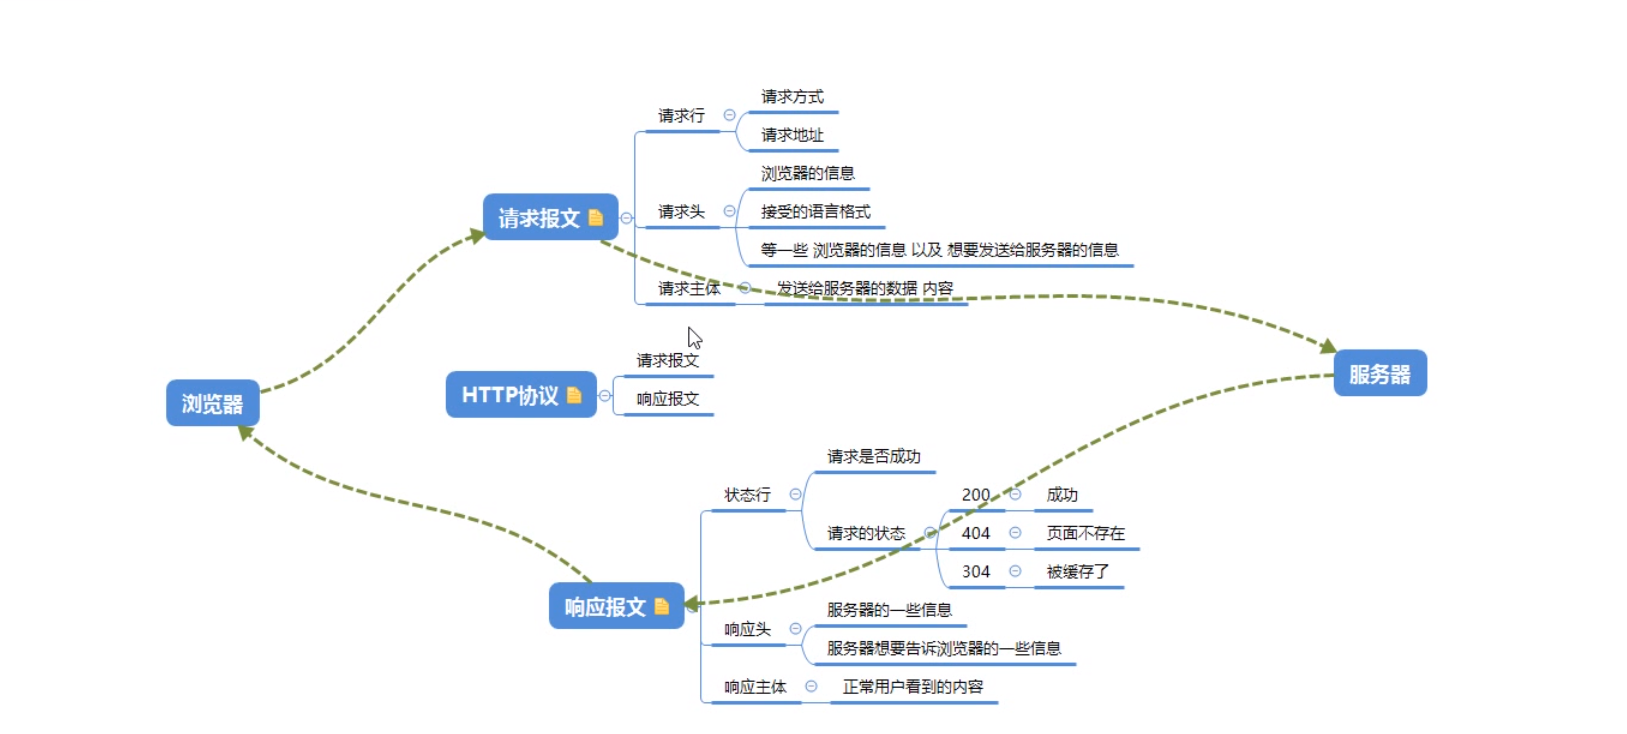 请求方式
请求行
请求地址
浏览器的信息
请求报文
请求头
接受的语言格式
等一些 浏览器的信息 以及 想要发送给服务器的信息
请求主体
发送给服务器的数据 内容
请求报文
HTTP协议
响应报文
浏览器
服务器
请求是否成功
状态行
200
成功
请求的状态
404
页面不存在
304
被缓存了
响应报文
服务器的一些信息
响应头
服务器想要告诉浏览器的一些信息
响应主体
正常用户看到的内容